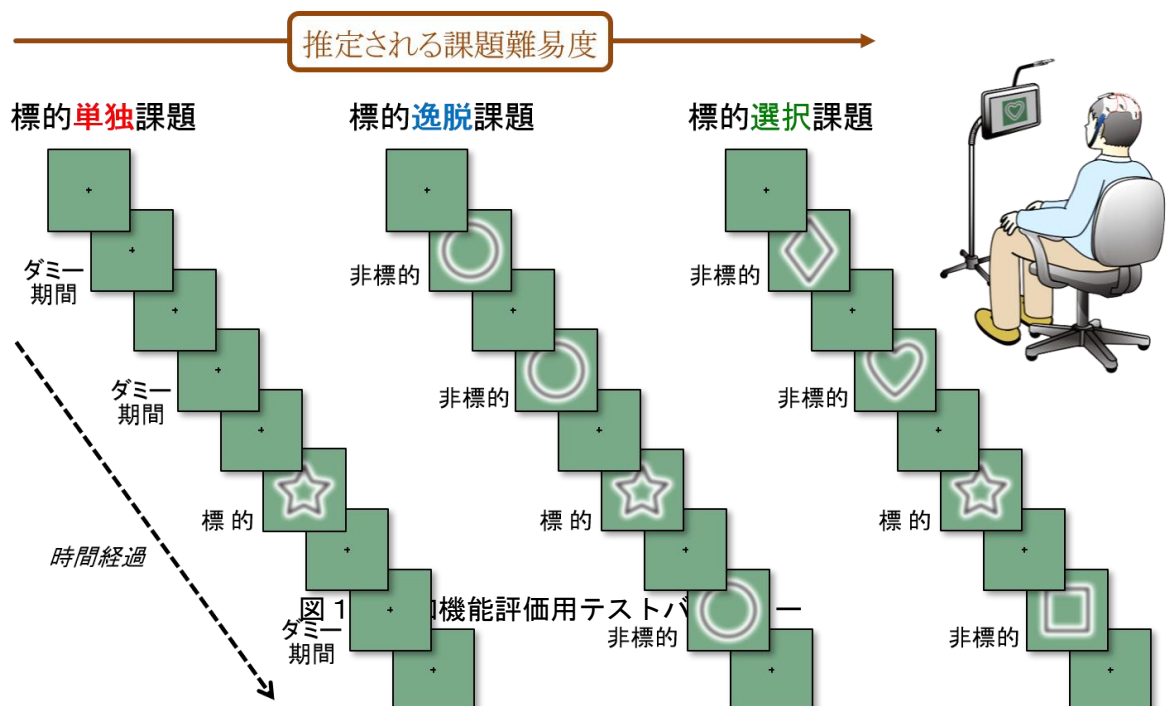 推定される課題難易度
標的単独課題
標的逸脱課題
標的選択課題
ダミー
期間
非標的
非標的
ダミー
期間
非標的
非標的
標 的
標 的
標 的
時間経過
図１
機能評価用テストバ
ー
ダミー
期間
非標的
非標的